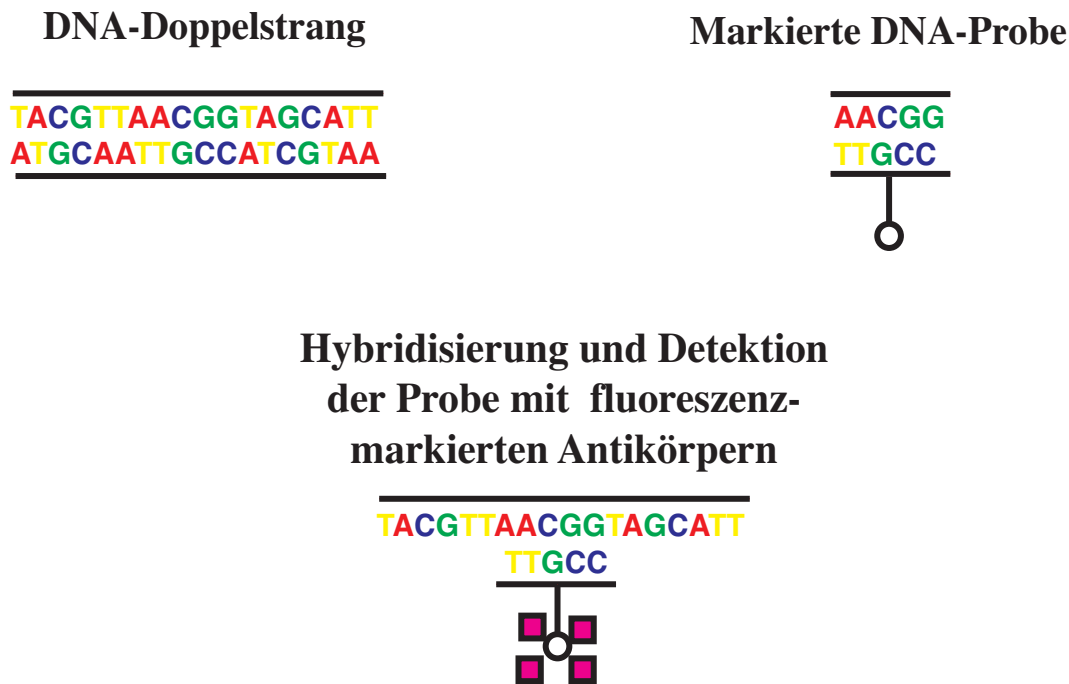 DNA-Doppelstrang
Markierte DNA-Probe
TACGTTAACGGTAGCATT
ATGCAATTGCCATCGTAA
AACGG
TTGCC
Hybridisierung und Detektion
der Probe mit fluoreszenz-
markierten Antikörpern
TACGTTAACGGTAGCATT
TTGCC